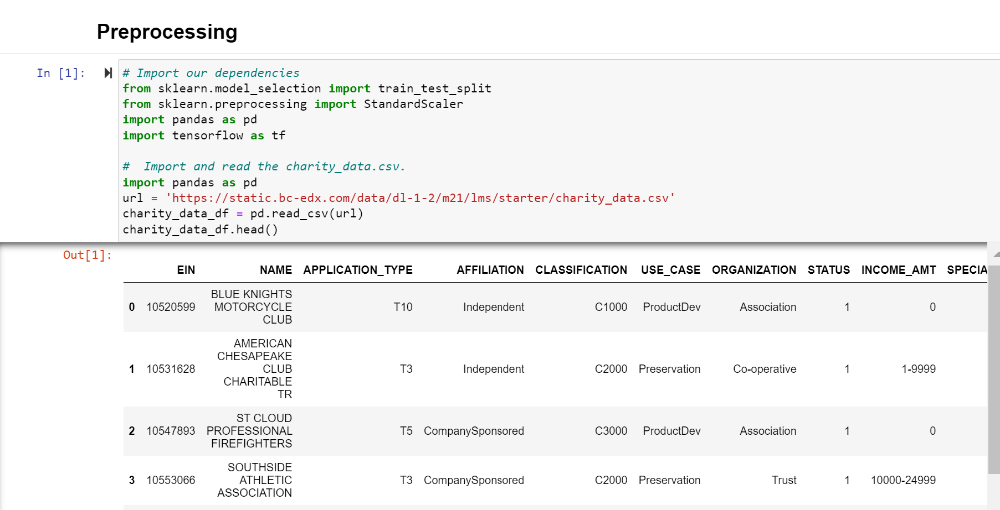 Preprocessing
In [1]:
# Import our dependencies
from sklearn.model_selection import train_test_split
from sklearn.preprocessing import StandardScaler
import pandas as pd
import tensorflow as tf
#  Import and read the charity_data.csv.
import pandas as pd
url = 'https://static.bc-edx.com/data/dl-1-2/m21/lms/starter/charity_data.csv'
charity_data_df = pd.read_csv(url)
charity_data_df.head()
Out[1]:
EIN NAME APPLICATION_TYPE AFFILIATION CLASSIFICATION USE_CASE ORGANIZATION STATUS INCOME_AMT SPECIA
BLUE KNIGHTS
0 10520599 MOTORCYCLE T10 Independent C1000 ProductDev Association 1 0
CLUB
AMERICAN
CHESAPEAKE
1 10531628 CLUB T3 Independent C2000 Preservation Co-operative 1 1-9999
CHARITABLE
TR
ST CLOUD
2 10547893 PROFESSIONAL T5 CompanySponsored C3000 ProductDev Association 1 0
FIREFIGHTERS
SOUTHSIDE
3 10553066 ATHLETIC T3 CompanySponsored C2000 Preservation Trust 1 10000-24999
ASSOCIATION